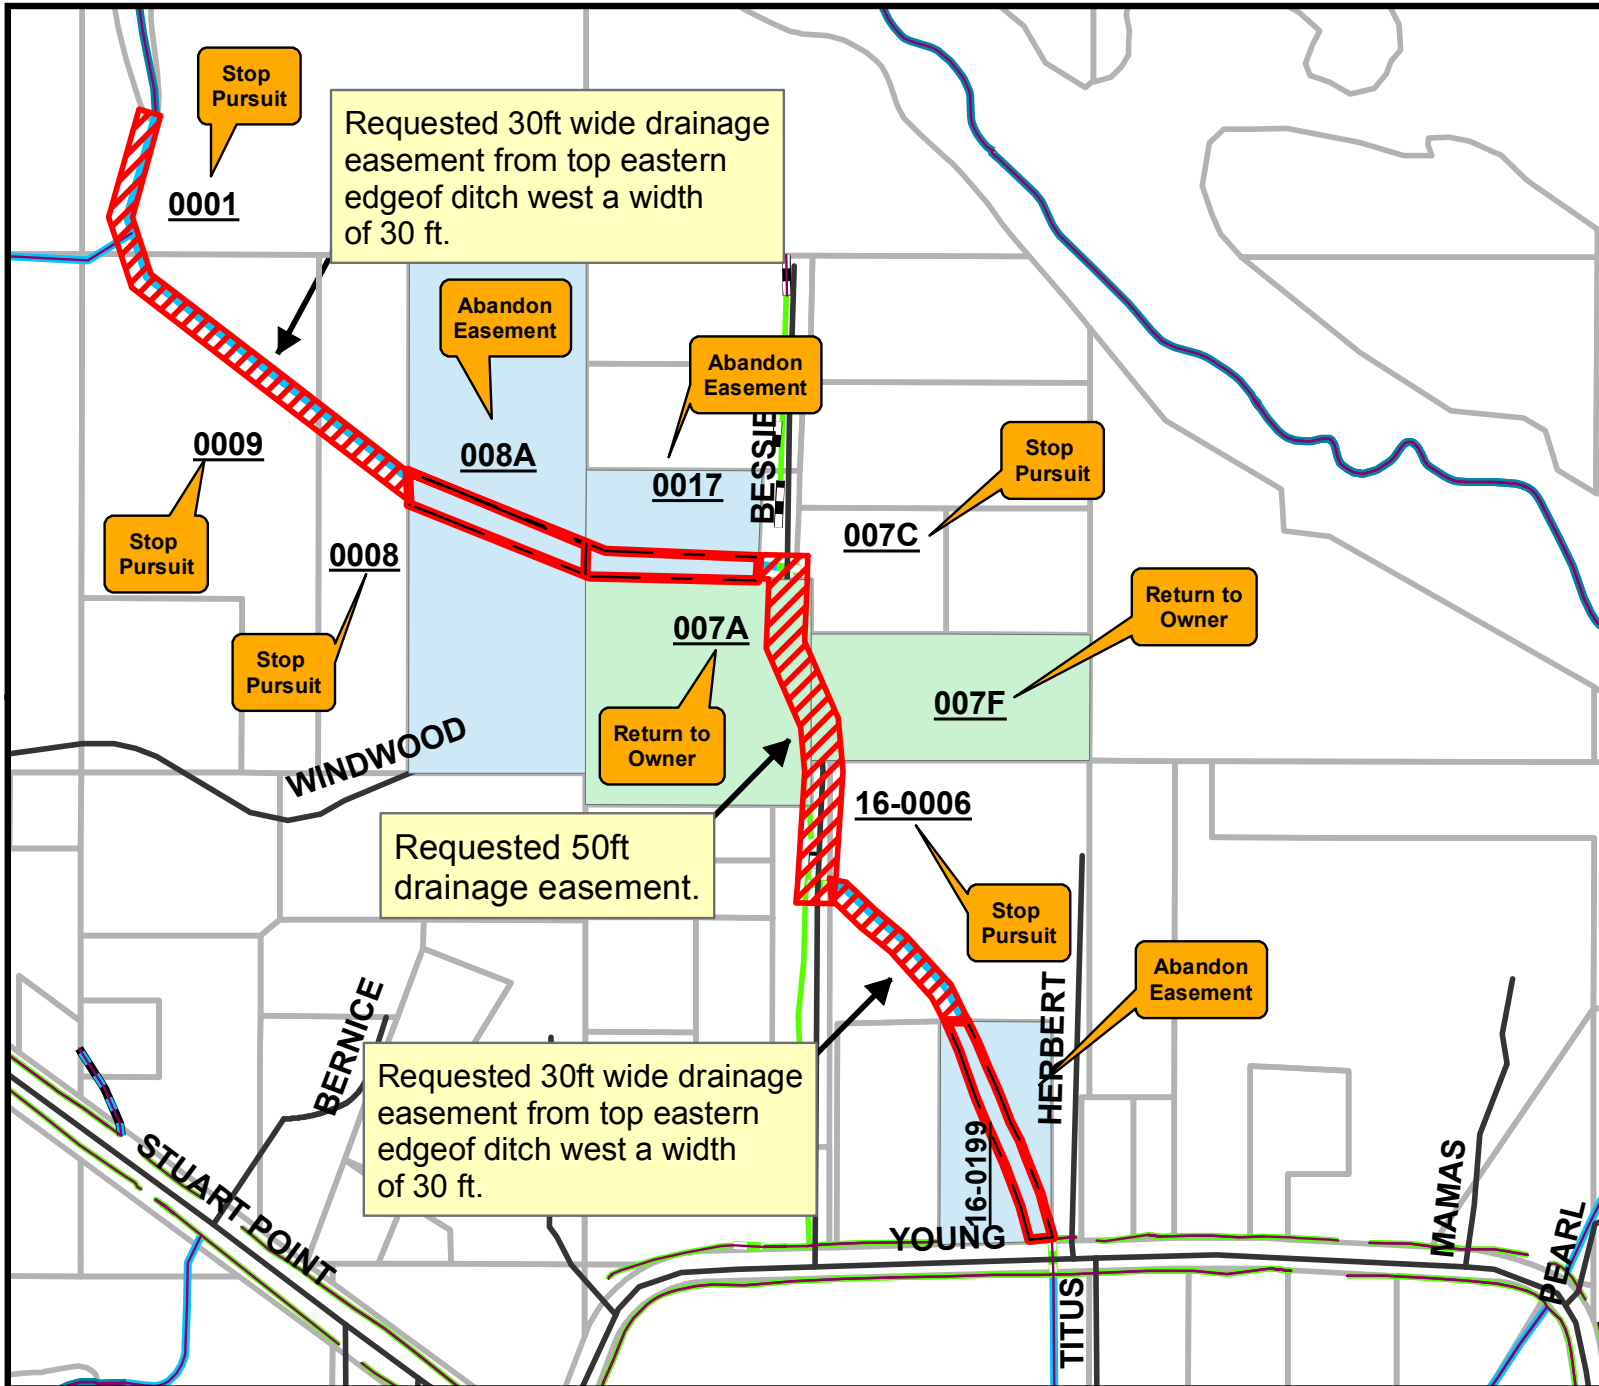 Stop
Pursuit
0001
Requested 30ft wide drainage
easement from top eastern
edgeof ditch west a width
of 30 ft.
Abandon
Easement
008A
Abandon
Easement
0017
BESSIE
0009
Stop
Pursuit
0008
Stop
Pursuit
Stop
Pursuit
007C
007A
Return to
Owner
Return to
Owner
007F
WINDWOOD
Requested 50ft
drainage easement.
16-0006
Stop
Pursuit
Abandon
Easement
HERBERT
16-0199
BERNICE
Requested 30ft wide drainage
easement from top eastern
edgeof ditch west a width
of 30 ft.
STUART POINT
YOUNG
TITUS
MAMAS
PEARL